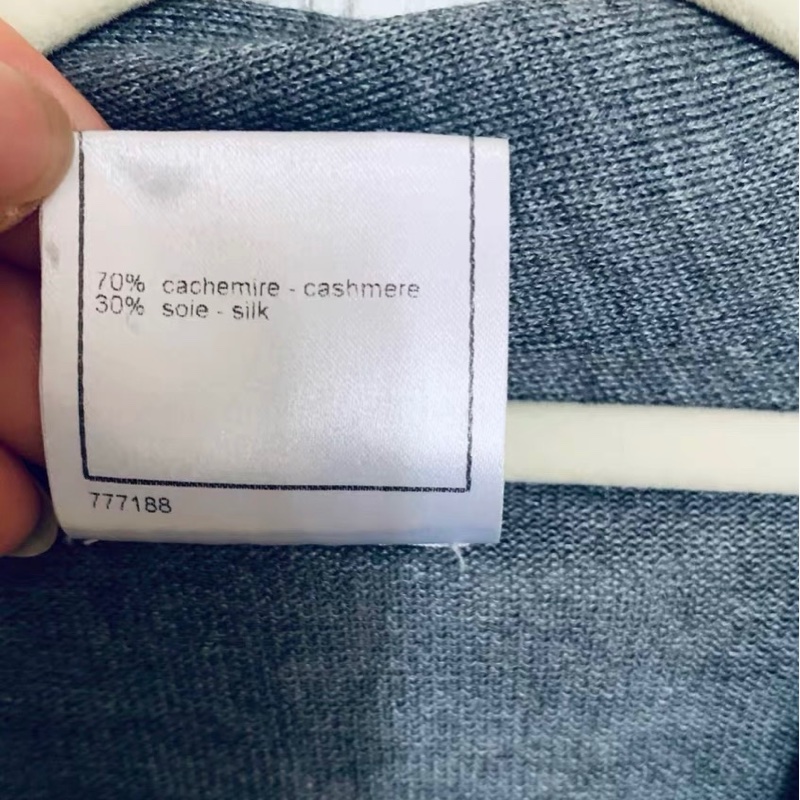 70% cachemire - cashmere
30% soie - silk
777188